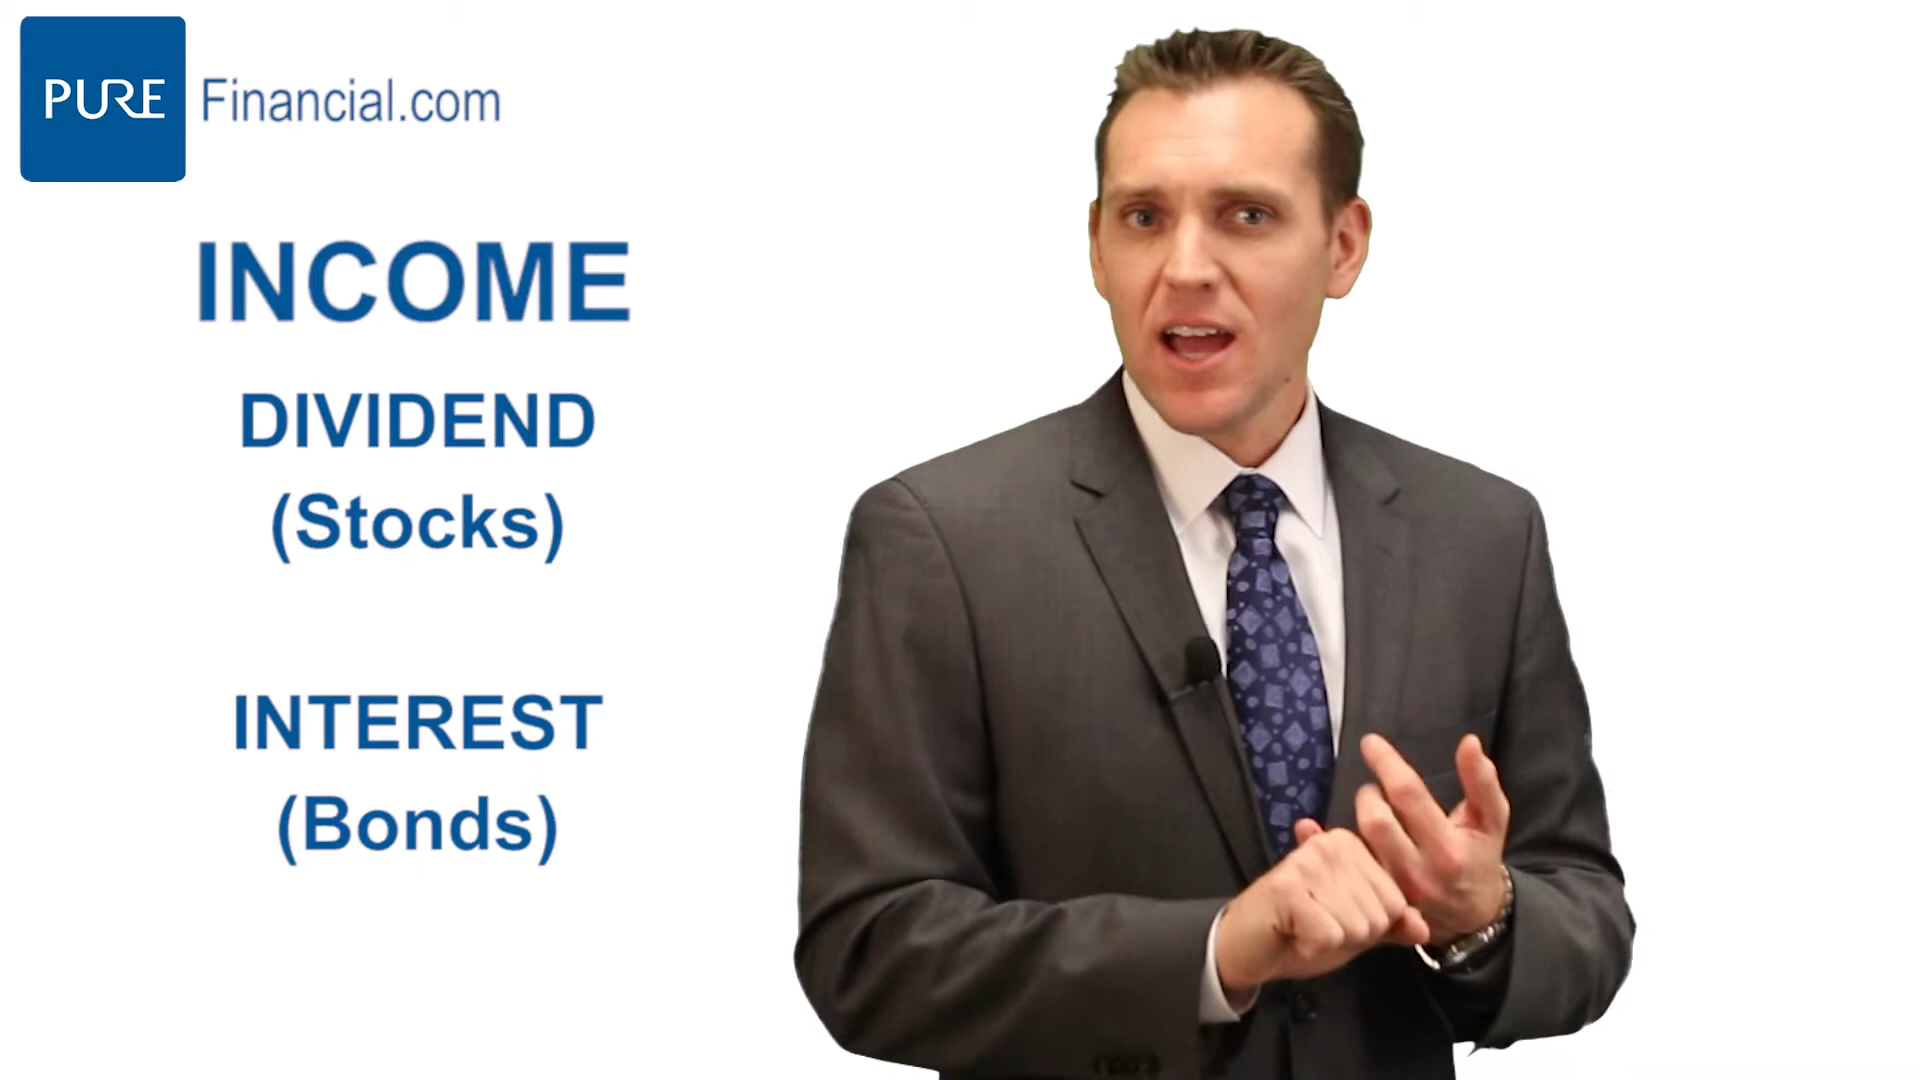 PURE Financial.com
INCOME
DIVIDEND
(Stocks)
INTEREST
(Bonds)